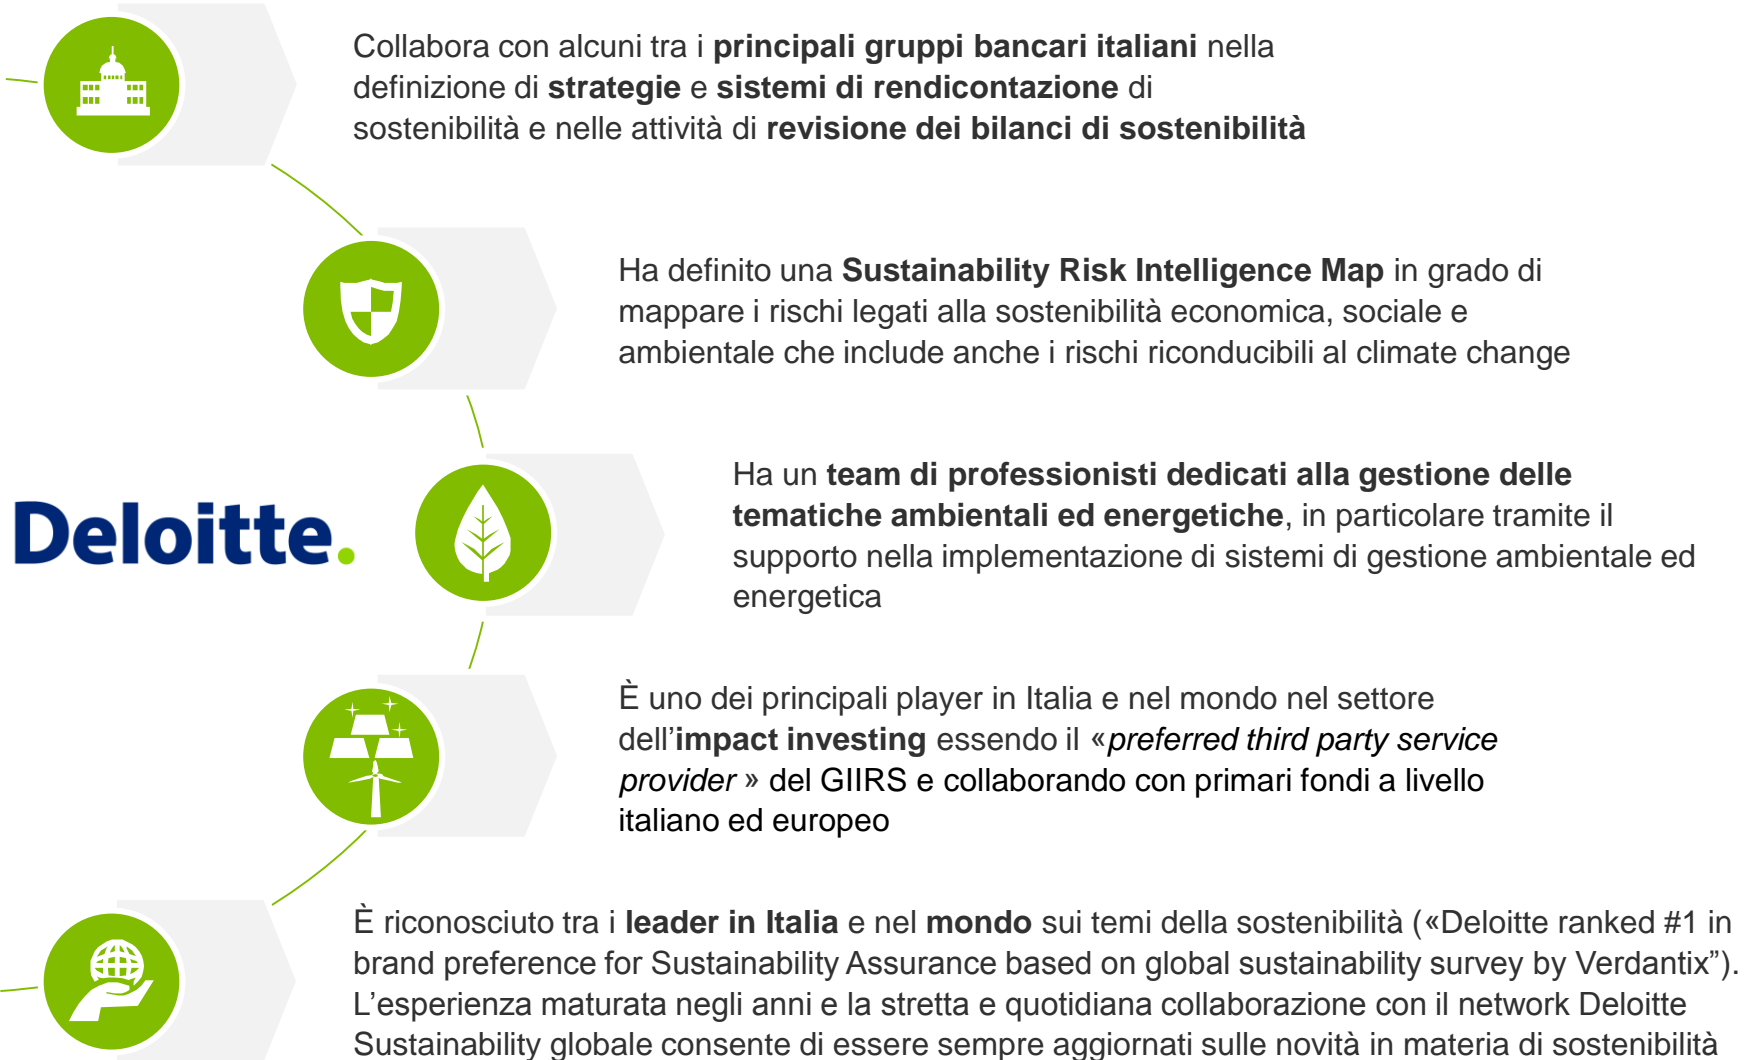 Collabora con alcuni tra i principali gruppi bancari italiani nella
definizione di strategie e sistemi di rendicontazione di
sostenibilità e nelle attività di revisione dei bilanci di sostenibilità
Ha definito una Sustainability Risk Intelligence Map in grado di
mappare i rischi legati alla sostenibilità economica, sociale e
ambientale che include anche i rischi riconducibili al climate change
Deloitte.
Ha un team di professionisti dedicati alla gestione delle
tematiche ambientali ed energetiche, in particolare tramite il
supporto nella implementazione di sistemi di gestione ambientale ed
energetica
È uno dei principali player in Italia e nel mondo nel settore
dell’impact investing essendo il «preferred third party service
provider » del GIIRS e collaborando con primari fondi a livello
italiano ed europeo
È riconosciuto tra i leader in Italia e nel mondo sui temi della sostenibilità («Deloitte ranked #1 in
brand preference for Sustainability Assurance based on global sustainability survey by Verdantix”).
L’esperienza maturata negli anni e la stretta e quotidiana collaborazione con il network Deloitte
Sustainability globale consente di essere sempre aggiornati sulle novità in materia di sostenibilità